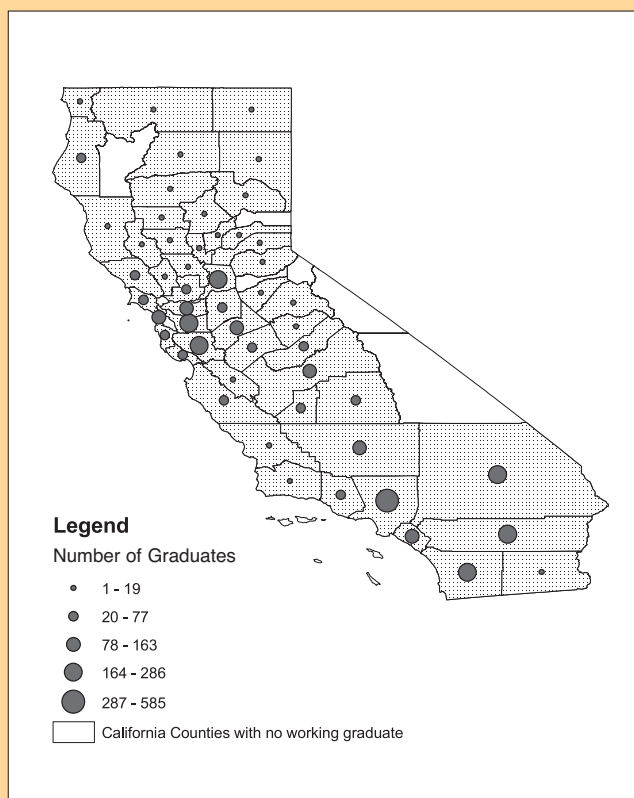 Legend
Number of Graduates
1 - 19
20 - 77
78 - 163
164 - 286
287 - 585
California Counties with no working graduate